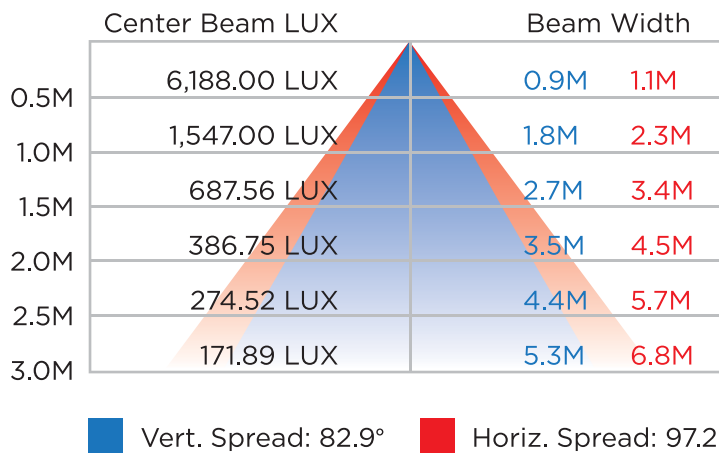 Center Beam LUX Beam Width
6,188.00 LUX 0.9M 1.1M
0.5M
1,547.00 LUX 1.8M 2.3M
1.0M
687.56 LUX 2.7M 3.4M
1.5M
386.75 LUX 3.5M 4.5M
2.0M
274.52 LUX 4.4M 5.7M
2.5M
171.89 LUX 5.3M 6.8M
3.0M
Vert. Spread: 82.9° Horiz. Spread: 97.2